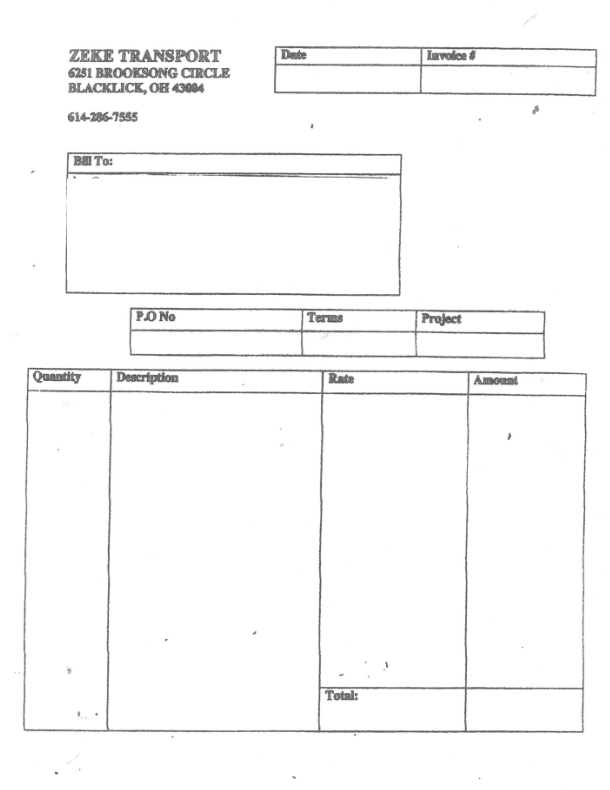 ZEKE TRANSPORT
6251 BROOKSONG CIRCLE
BLACKLICK, OH 43004
614-286-7555
Date Invoice #
Bill To:
P.O No Terms Project
Quantity Description Rate Amount
Total: